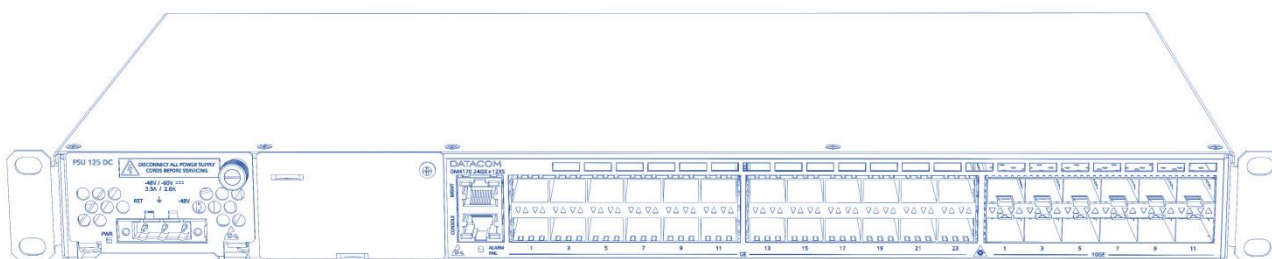 PSU 125 DC
DISCONNECT ALL POWER SUPPLY
CORDS BEFORE SERVICING
-48V / -60V
3.3A / 2.6A
RET
-48V
PWR
DATACOM
DM4170 24GX+12XS
MGMT
CONSOLE
ALARM
FAIL
1 3 5 7 9 11
13 15 17 19 21 23
GE
1 3 5 7 9 11
10GE